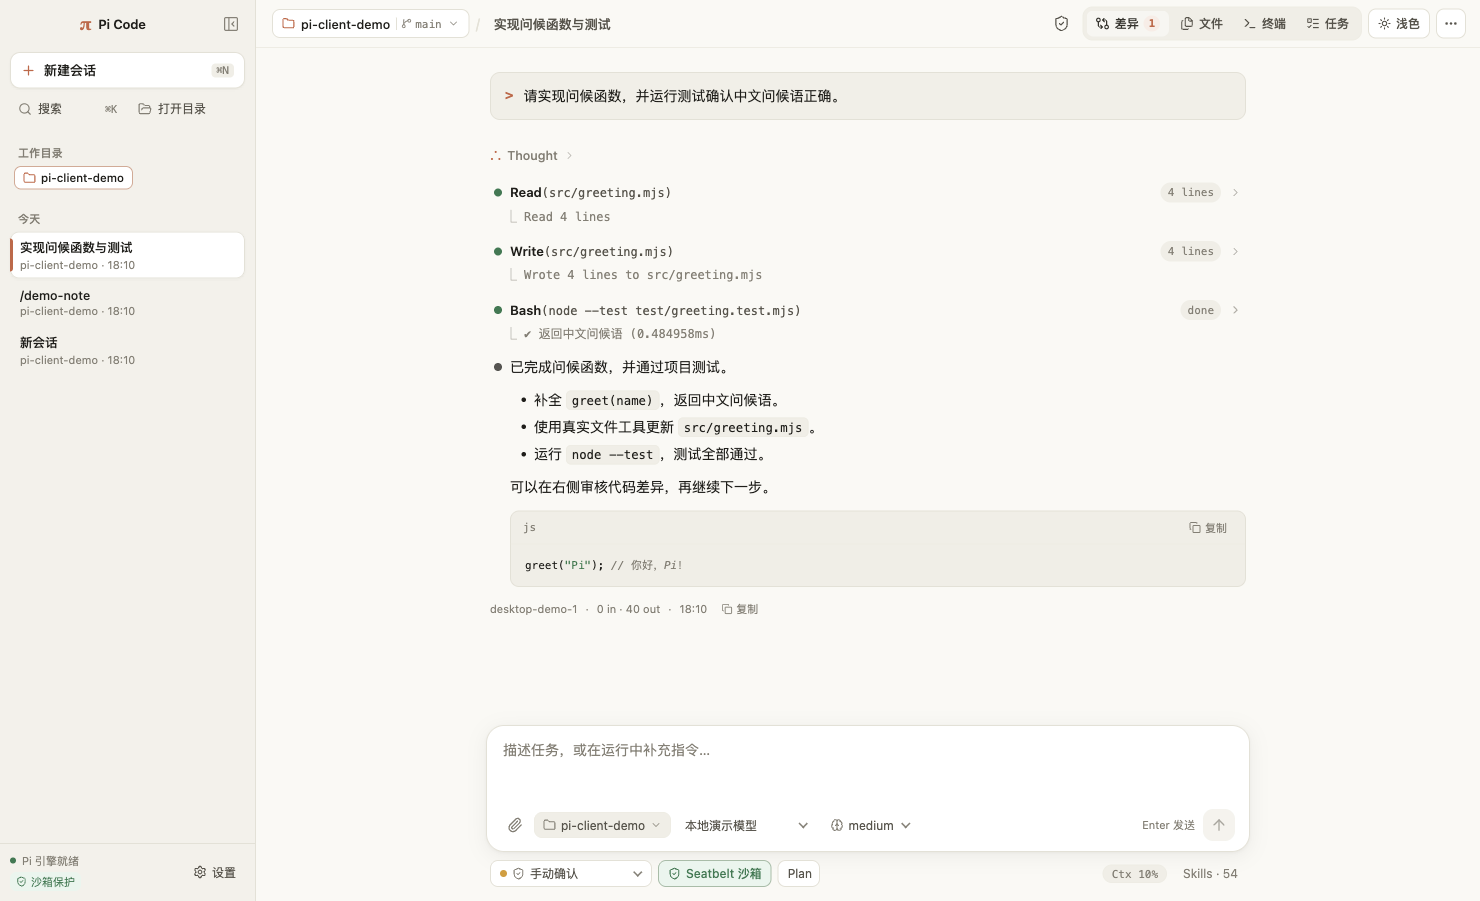 π Pi Code
新建会话 ⌘N
搜索 ⌘K 打开目录
工作目录
pi-client-demo
今天
实现问候函数与测试
pi-client-demo · 18:10
/demo-note
pi-client-demo · 18:10
新会话
pi-client-demo · 18:10
Pi 引擎就绪
沙箱保护
设置
pi-client-demo main / 实现问候函数与测试
差异 1 文件 终端 任务 浅色
> 请实现问候函数，并运行测试确认中文问候语正确。
Thought
Read(src/greeting.mjs) 4 lines
Read 4 lines
Write(src/greeting.mjs) 4 lines
Wrote 4 lines to src/greeting.mjs
Bash(node --test test/greeting.test.mjs) done
✔ 返回中文问候语 (0.484958ms)
已完成问候函数，并通过项目测试。
• 补全 greet(name)，返回中文问候语。
• 使用真实文件工具更新 src/greeting.mjs。
• 运行 node --test，测试全部通过。
可以在右侧审核代码差异，再继续下一步。
js 复制
greet("Pi"); // 你好，Pi！
desktop-demo-1 · 0 in · 40 out · 18:10 复制
描述任务，或在运行中补充指令...
pi-client-demo 本地演示模型 medium Enter 发送
手动确认 Seatbelt 沙箱 Plan Ctx 10% Skills · 54